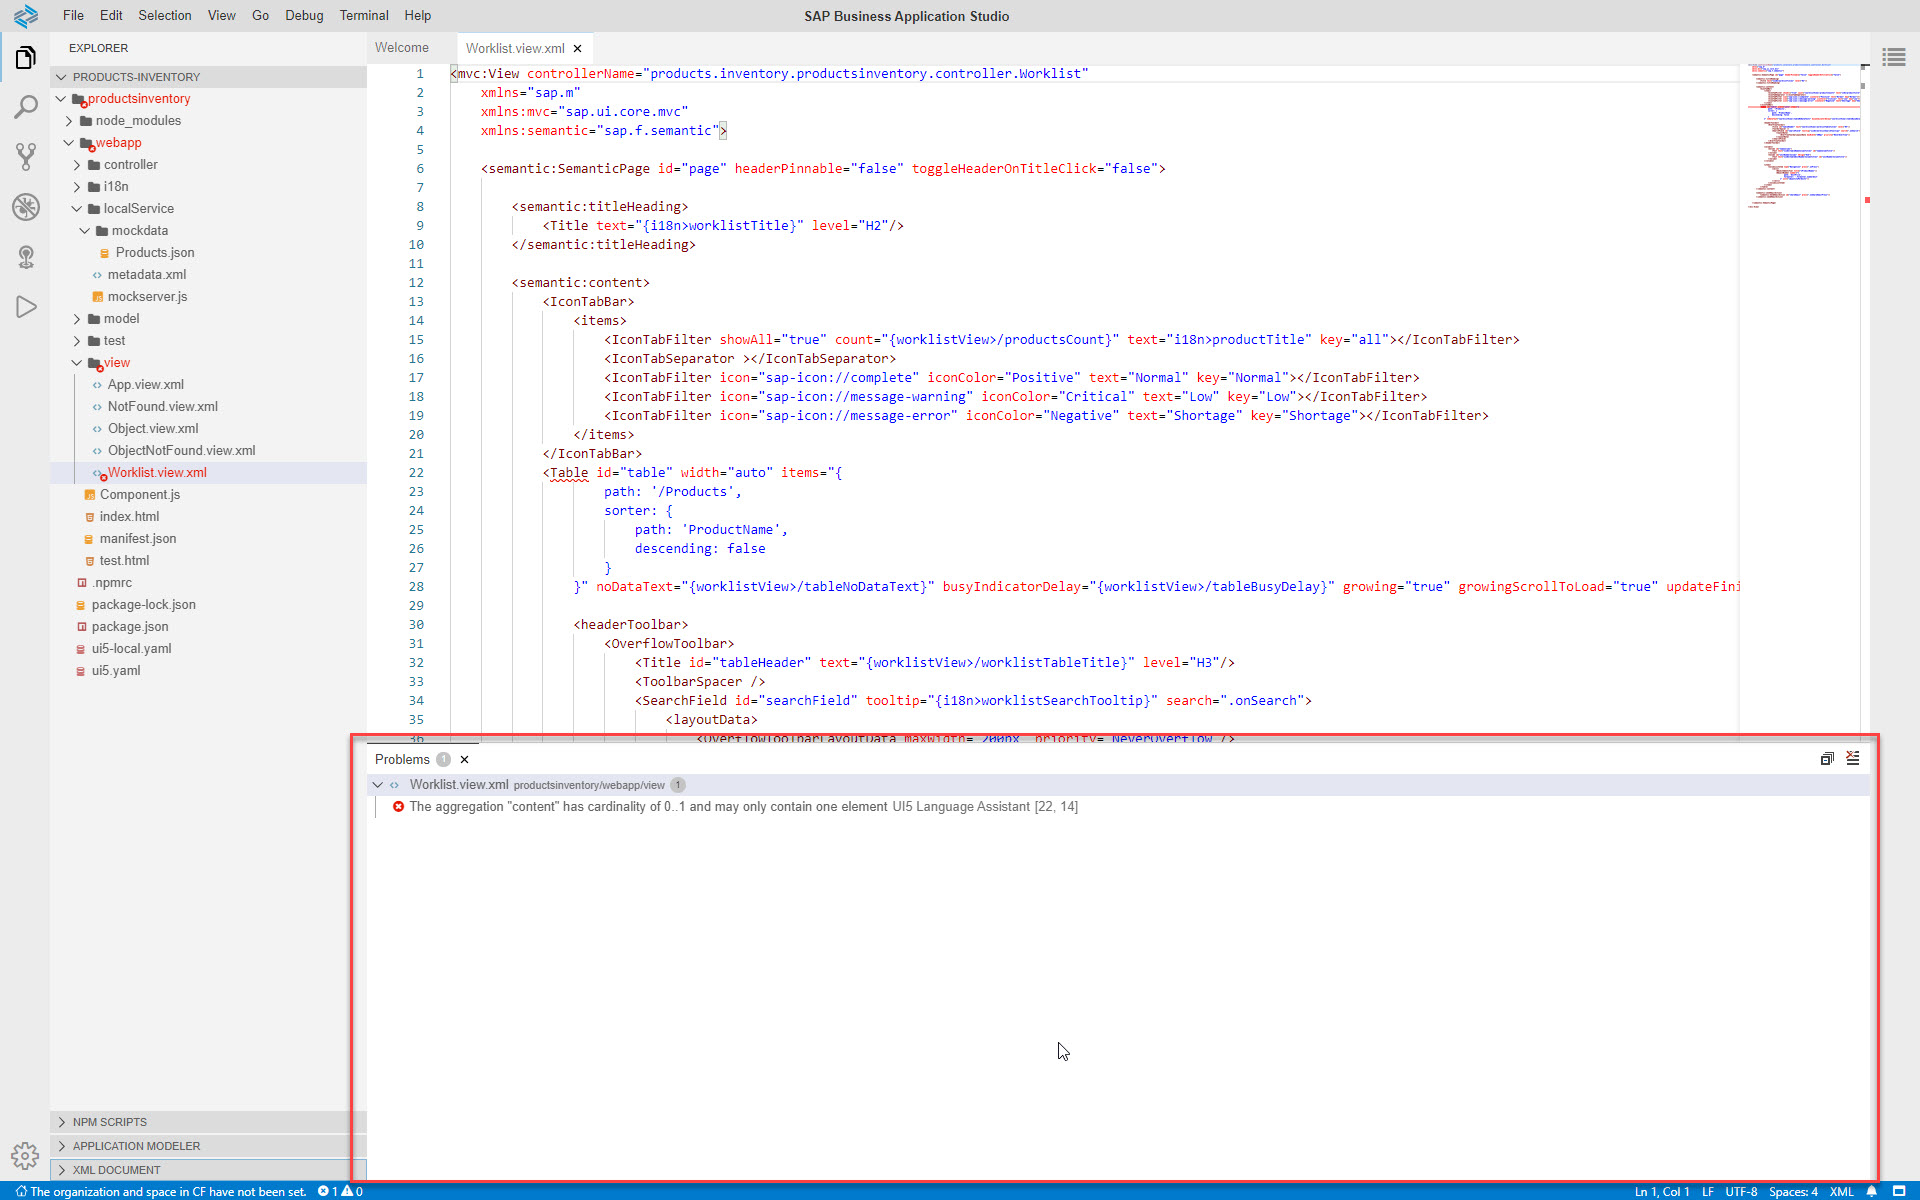 File Edit Selection View Go Debug Terminal Help
SAP Business Application Studio
EXPLORER
PRODUCTS-INVENTORY
productsinventory
node_modules
webapp
controller
i18n
localService
mockdata
Products.json
metadata.xml
mockserver.js
model
test
view
App.view.xml
NotFound.view.xml
Object.view.xml
ObjectNotFound.view.xml
Worklist.view.xml
Component.js
index.html
manifest.json
test.html
.npmrc
package-lock.json
package.json
ui5-local.yaml
ui5.yaml
NPM SCRIPTS
APPLICATION MODELER
XML DOCUMENT
Welcome
Worklist.view.xml
1 <mvc:View controllerName="products.inventory.productsinventory.controller.Worklist"
2 xmlns="sap.m"
3 xmlns:mvc="sap.ui.core.mvc"
4 xmlns:semantic="sap.f.semantic">
5
6 <semantic:SemanticPage id="page" headerPinnable="false" toggleHeaderOnTitleClick="false">
7
8 <semantic:titleHeading>
9 <Title text="{i18n>worklistTitle}" level="H2"/>
10 </semantic:titleHeading>
11
12 <semantic:content>
13 <IconTabBar>
14 <items>
15 <IconTabFilter showAll="true" count="{worklistView>/productsCount}" text="i18n>productTitle" key="all"></IconTabFilter>
16 <IconTabSeparator ></IconTabSeparator>
17 <IconTabFilter icon="sap-icon://complete" iconColor="Positive" text="Normal" key="Normal"></IconTabFilter>
18 <IconTabFilter icon="sap-icon://message-warning" iconColor="Critical" text="Low" key="Low"></IconTabFilter>
19 <IconTabFilter icon="sap-icon://message-error" iconColor="Negative" text="Shortage" key="Shortage"></IconTabFilter>
20 </items>
21 </IconTabBar>
22 <Table id="table" width="auto" items="{
23 path: '/Products',
24 sorter: {
25 path: 'ProductName',
26 descending: false
27 }
28 }" noDataText="{worklistView>/tableNoDataText}" busyIndicatorDelay="{worklistView>/tableBusyDelay}" growing="true" growingScrollToLoad="true" updateFini
29
30 <headerToolbar>
31 <OverflowToolbar>
32 <Title id="tableHeader" text="{worklistView>/worklistTableTitle}" level="H3"/>
33 <ToolbarSpacer />
34 <SearchField id="searchField" tooltip="{i18n>worklistSearchTooltip}" search=".onSearch">
35 <layoutData>
36 <OverflowToolbarLayoutData maxWidth="200px" priority="NeverOverflow"/>
Problems 1
Worklist.view.xml productsinventory/webapp/view 1
The aggregation "content" has cardinality of 0..1 and may only contain one element UI5 Language Assistant [22, 14]
The organization and space in CF have not been set. 1 0
Ln 1, Col 1 LF UTF-8 Spaces: 4 XML